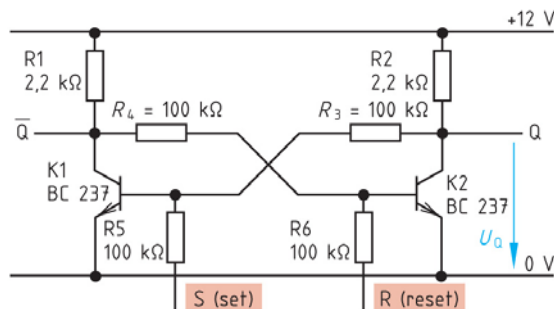 +12 V
R1
2,2 kΩ
R2
2,2 kΩ
R₄ = 100 kΩ
R₃ = 100 kΩ
Q̅
Q
K1
BC 237
K2
BC 237
R5
100 kΩ
R6
100 kΩ
U_Q
0 V
S (set)
R (reset)